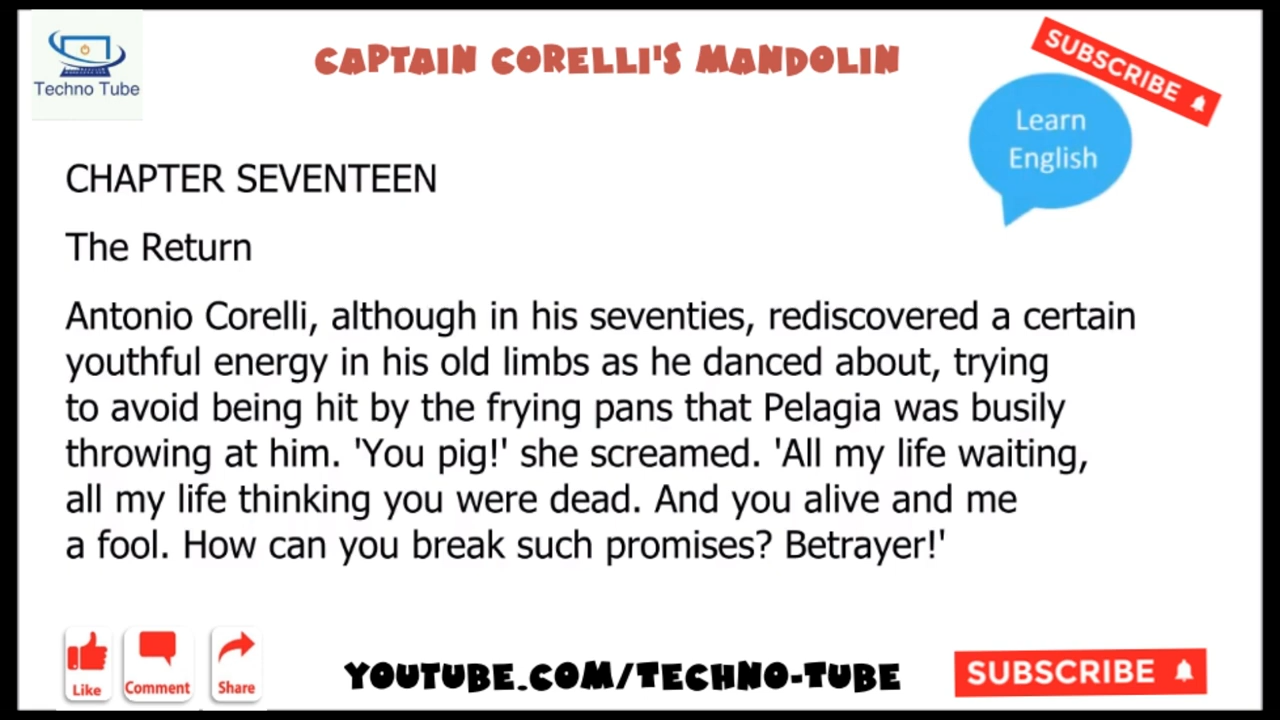 Techno Tube
CAPTAIN CORELLI'S MANDOLIN
SUBSCRIBE
Learn
English
CHAPTER SEVENTEEN
The Return
Antonio Corelli, although in his seventies, rediscovered a certain
youthful energy in his old limbs as he danced about, trying
to avoid being hit by the frying pans that Pelagia was busily
throwing at him. 'You pig!' she screamed. 'All my life waiting,
all my life thinking you were dead. And you alive and me
a fool. How can you break such promises? Betrayer!'
Like
Comment
Share
YOUTUBE.COM/TECHNO-TUBE
SUBSCRIBE